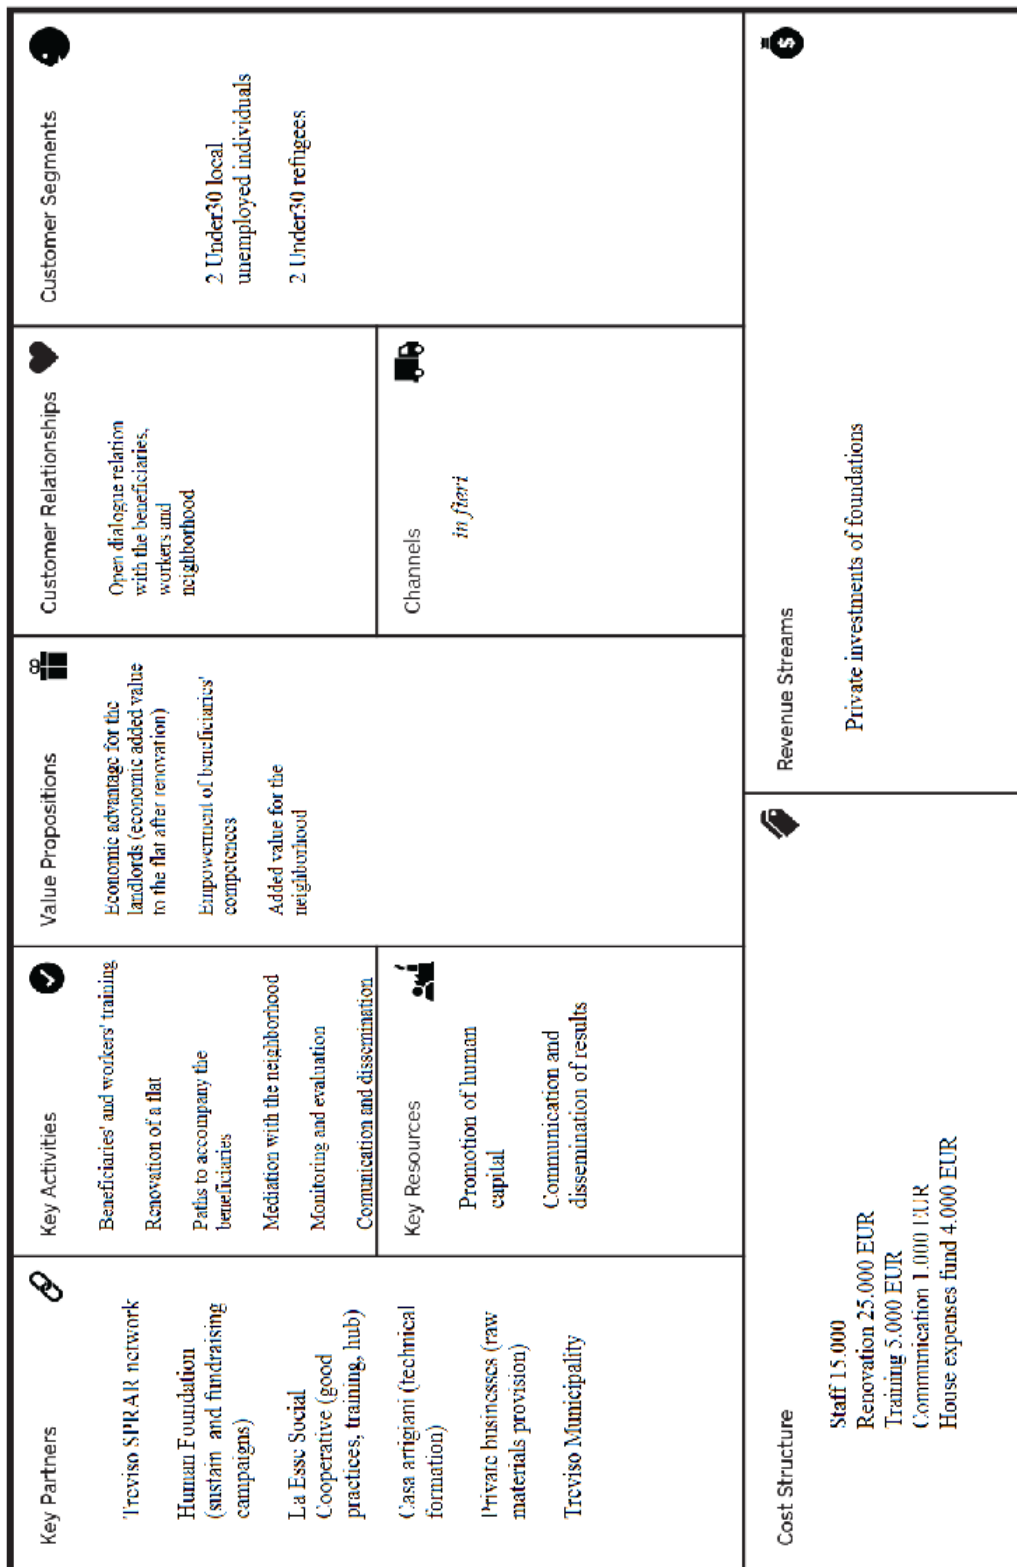 Key Partners
Treviso SPRAR network
Human Foundation
(sustain and fundraising
campaigns)
La Esse Social
Cooperative (good
practices, training, hub)
Casa artigiani (technical
formation)
Private businesses (raw
materials provision)
Treviso Municipality
Key Activities
Beneficiaries' and workers' training
Renovation of a flat
Paths to accompany the
beneficiaries
Mediation with the neighborhood
Monitoring and evaluation
Comunication and dissemination
Key Resources
Promotion of human
capital
Communication and
dissemination of results
Value Propositions
Economic advantage for the
landlords (economic added value
to the flat after renovation)
Empowerment of beneficiaries'
competences
Added value for the
neighborhood
Customer Relationships
Open dialogue relation
with the beneficiaries,
workers and
neighborhood
Channels
in fieri
Customer Segments
2 Under30 local
unemployed individuals
2 Under30 refugees
Cost Structure
Staff 15.000
Renovation 25.000 EUR
Training 5.000 EUR
Communication 1.000 EUR
House expenses fund 4.000 EUR
Revenue Streams
$
Private investments of foundations